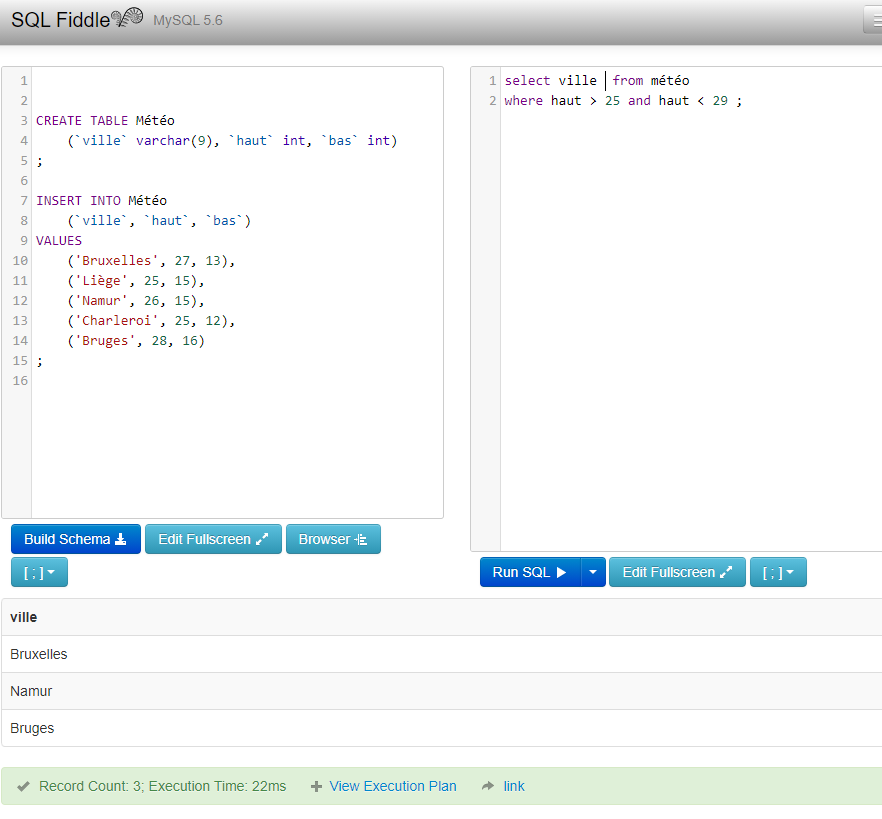 SQL Fiddle MySQL 5.6
1
2
3 CREATE TABLE Météo
4 (`ville` varchar(9), `haut` int, `bas` int)
5 ;
6
7 INSERT INTO Météo
8 (`ville`, `haut`, `bas`)
9 VALUES
10 ('Bruxelles', 27, 13),
11 ('Liège', 25, 15),
12 ('Namur', 26, 15),
13 ('Charleroi', 25, 12),
14 ('Bruges', 28, 16)
15 ;
16
1 select ville from météo
2 where haut > 25 and haut < 29 ;
Build Schema Edit Fullscreen Browser
[ ; ]
Run SQL Edit Fullscreen [ ; ]
ville
Bruxelles
Namur
Bruges
Record Count: 3; Execution Time: 22ms View Execution Plan link